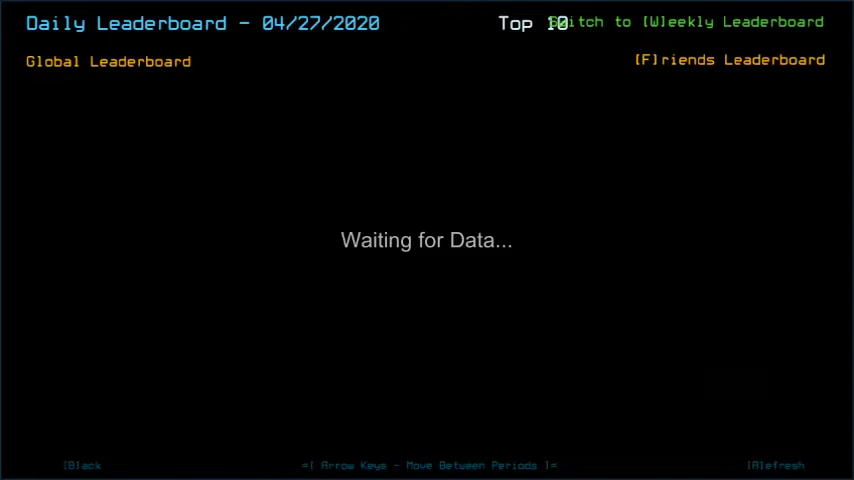 Daily Leaderboard - 04/27/2020
Top 10
Switch to [W]eekly Leaderboard
Global Leaderboard
[F]riends Leaderboard
Waiting for Data...
[B]ack
=[ Arrow Keys - Move Between Periods ]=
[R]efresh